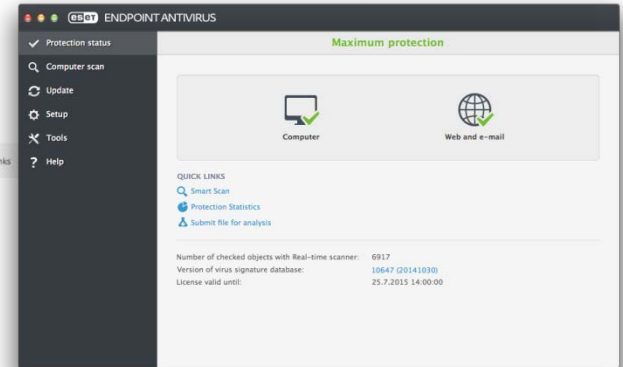 eset ENDPOINT ANTIVIRUS
Protection status
Computer scan
Update
Setup
Tools
Help
Maximum protection
Computer
Web and e-mail
QUICK LINKS
Smart Scan
Protection Statistics
Submit file for analysis
Number of checked objects with Real-time scanner: 6917
Version of virus signature database: 10647 (20141030)
License valid until: 25.7.2015 14:00:00